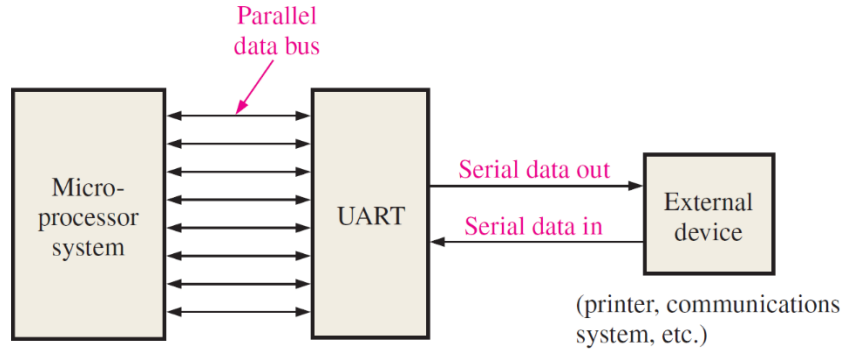 Parallel
data bus
Micro-
processor
system
UART
Serial data out
Serial data in
External
device
(printer, communications
system, etc.)